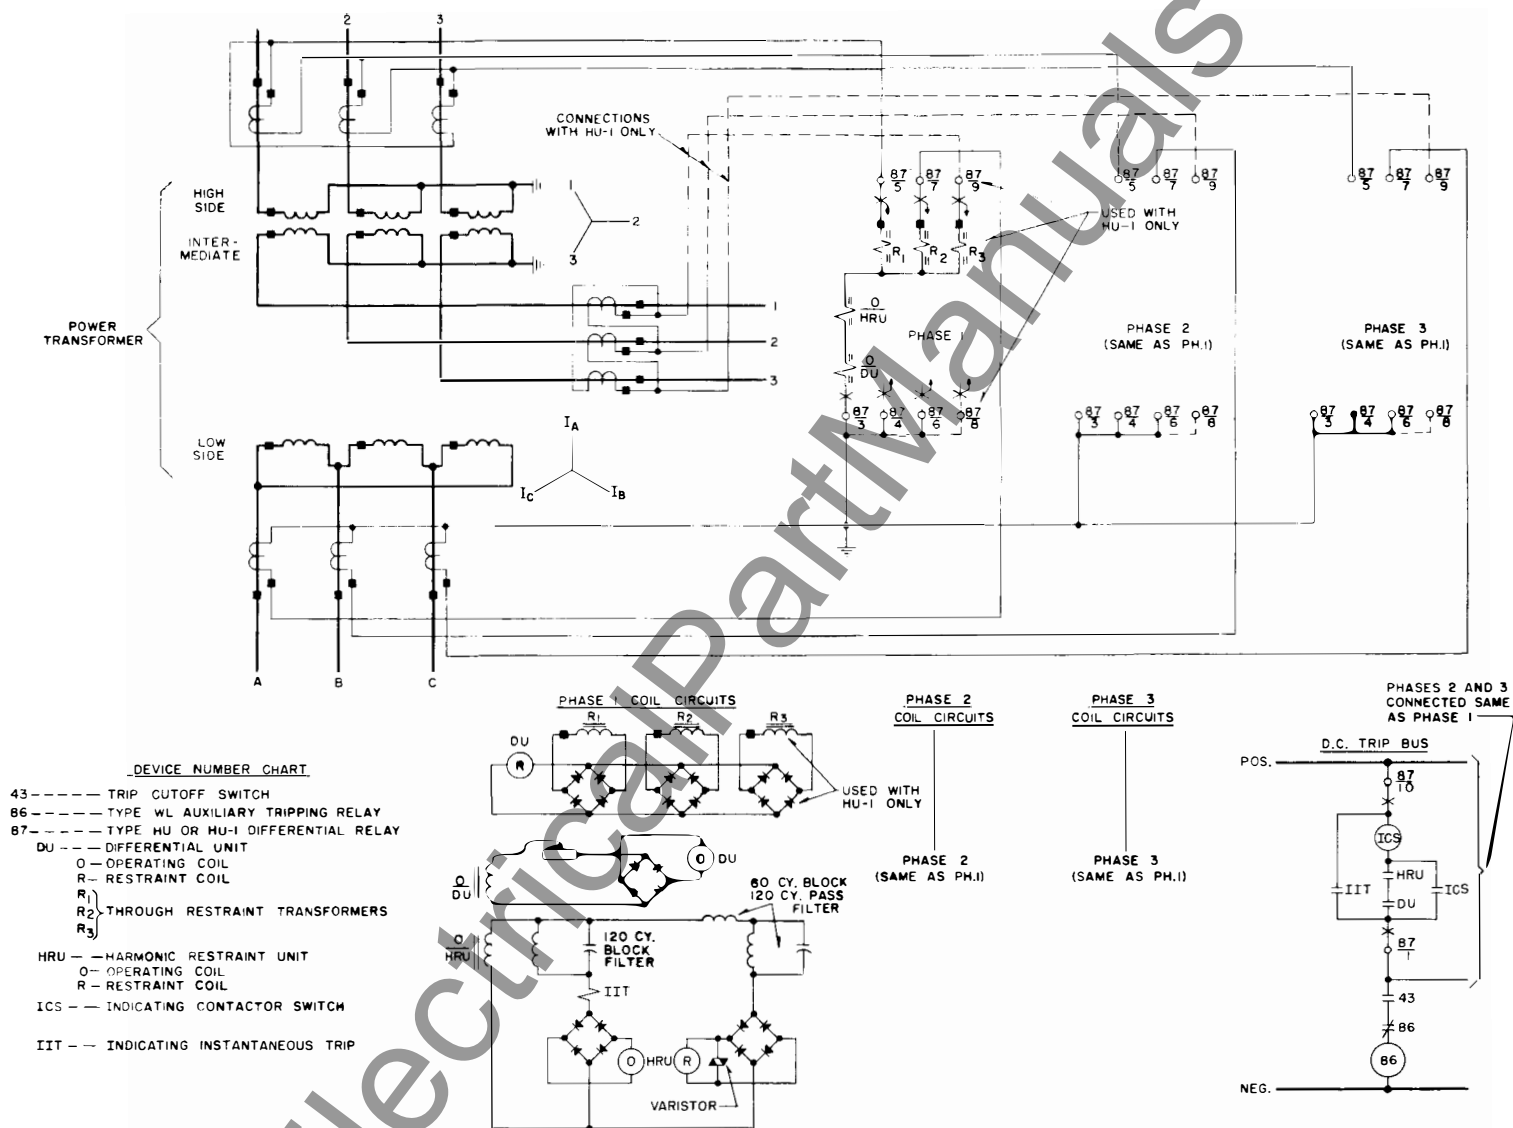 2
3
CONNECTIONS
WITH HU-1 ONLY
HIGH
SIDE
INTER-
MEDIATE
1
2
3
POWER
TRANSFORMER
1
2
3
LOW
SIDE
IA
IC
IB
A
B
C
87
5
87
7
87
9
R1
R2
R3
USED WITH
HU-1 ONLY
O
HRU
O
DU
PHASE 1
87
3
87
4
87
6
87
8
87
5
87
7
87
9
PHASE 2
(SAME AS PH.1)
87
3
87
4
87
6
87
8
87
5
87
7
87
9
PHASE 3
(SAME AS PH.1)
87
3
87
4
87
6
87
8
DEVICE NUMBER CHART
43----- TRIP CUTOFF SWITCH
86----- TYPE WL AUXILIARY TRIPPING RELAY
87----- TYPE HU OR HU-1 DIFFERENTIAL RELAY
DU --- DIFFERENTIAL UNIT
O – OPERATING COIL
R – RESTRAINT COIL
R1
R2 THROUGH RESTRAINT TRANSFORMERS
R3
HRU -- HARMONIC RESTRAINT UNIT
O – OPERATING COIL
R – RESTRAINT COIL
ICS -- INDICATING CONTACTOR SWITCH
IIT -- INDICATING INSTANTANEOUS TRIP
PHASE 1 COIL CIRCUITS
R1
R2
R3
DU
R
USED WITH
HU-1 ONLY
O
DU
O
DU
60 CY. BLOCK
120 CY. PASS
FILTER
O
HRU
120 CY.
BLOCK
FILTER
IIT
O
HRU
R
VARISTOR
PHASE 2
COIL CIRCUITS
PHASE 2
(SAME AS PH.1)
PHASE 3
COIL CIRCUITS
PHASE 3
(SAME AS PH.1)
PHASES 2 AND 3
CONNECTED SAME
AS PHASE 1
D.C. TRIP BUS
POS.
87
10
ICS
HRU
IIT
ICS
DU
87
1
43
86
86
NEG.
lectricalPartManuals